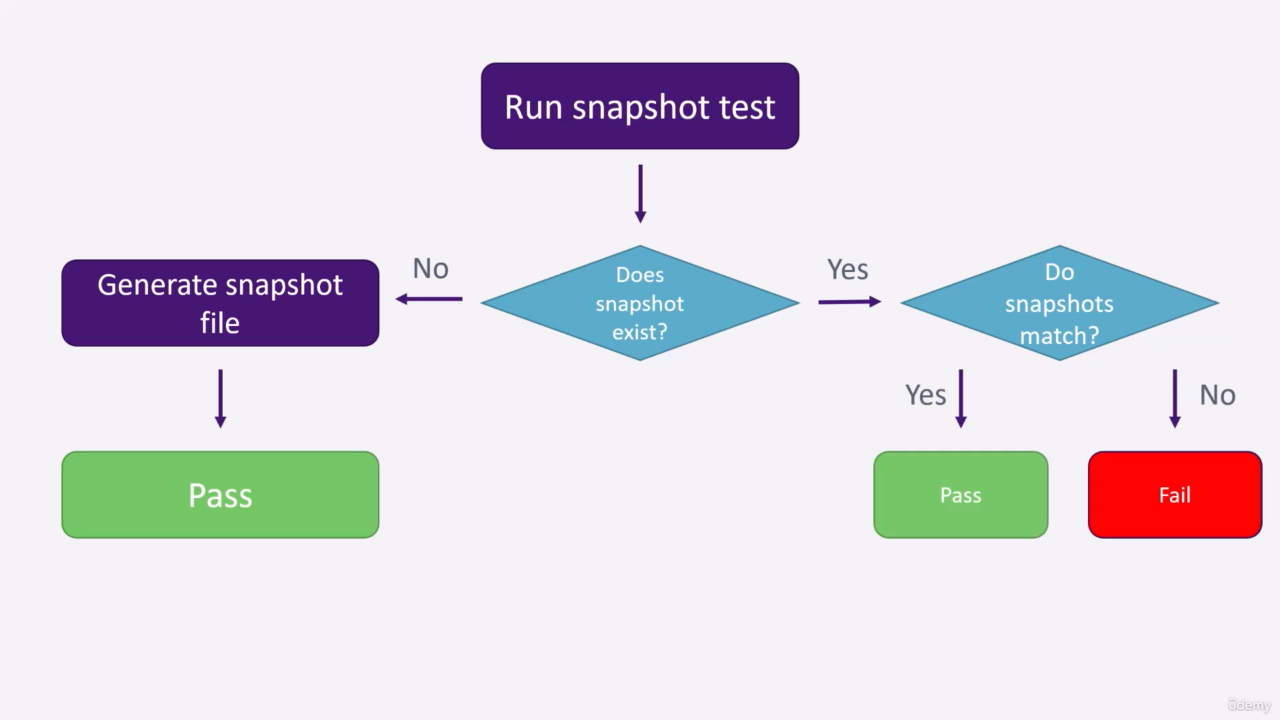 Run snapshot test
No
Yes
Generate snapshot
file
Does
snapshot
exist?
Do
snapshots
match?
Yes
No
Pass
Pass
Fail
ûdemy